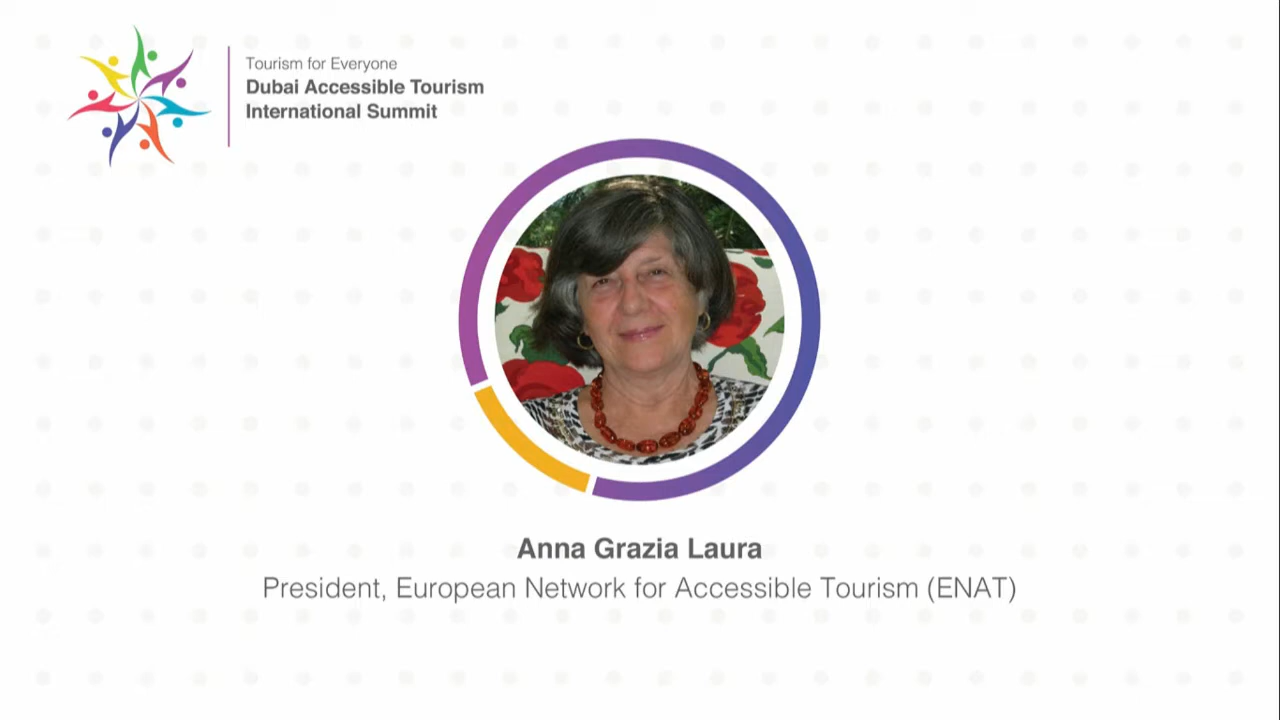 Tourism for Everyone
Dubai Accessible Tourism
International Summit
Anna Grazia Laura
President, European Network for Accessible Tourism (ENAT)